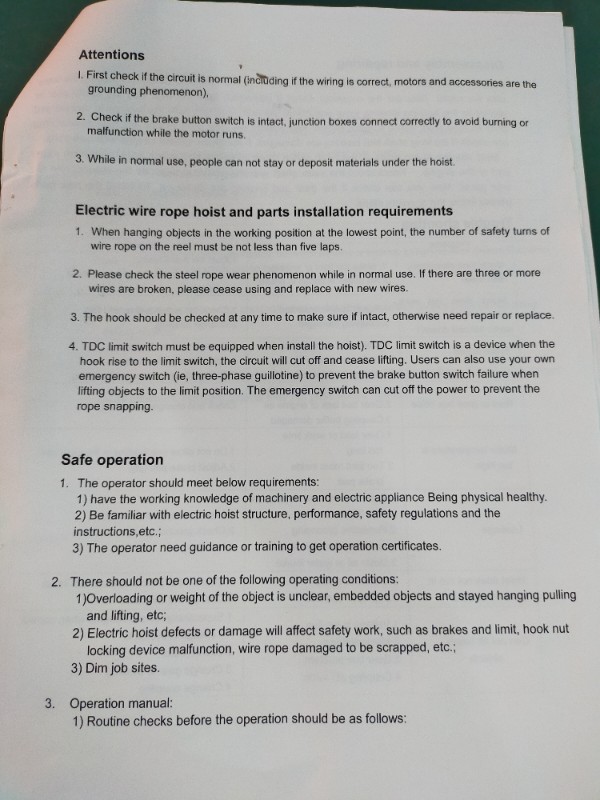 Attentions
I. First check if the circuit is normal (including if the wiring is correct, motors and accessories are the
grounding phenomenon),
2. Check if the brake button switch is intact, junction boxes connect correctly to avoid burning or
malfunction while the motor runs.
3. While in normal use, people can not stay or deposit materials under the hoist.
Electric wire rope hoist and parts installation requirements
1. When hanging objects in the working position at the lowest point, the number of safety turns of
wire rope on the reel must be not less than five laps.
2. Please check the steel rope wear phenomenon while in normal use. If there are three or more
wires are broken, please cease using and replace with new wires.
3. The hook should be checked at any time to make sure if intact, otherwise need repair or replace.
4. TDC limit switch must be equipped when install the hoist). TDC limit switch is a device when the
hook rise to the limit switch, the circuit will cut off and cease lifting. Users can also use your own
emergency switch (ie, three-phase guillotine) to prevent the brake button switch failure when
lifting objects to the limit position. The emergency switch can cut off the power to prevent the
rope snapping.
Safe operation
1. The operator should meet below requirements:
1) have the working knowledge of machinery and electric appliance Being physical healthy.
2) Be familiar with electric hoist structure, performance, safety regulations and the
instructions,etc.;
3) The operator need guidance or training to get operation certificates.
2. There should not be one of the following operating conditions:
1)Overloading or weight of the object is unclear, embedded objects and stayed hanging pulling
and lifting, etc;
2) Electric hoist defects or damage will affect safety work, such as brakes and limit, hook nut
locking device malfunction, wire rope damaged to be scrapped, etc.;
3) Dim job sites.
3. Operation manual:
1) Routine checks before the operation should be as follows: